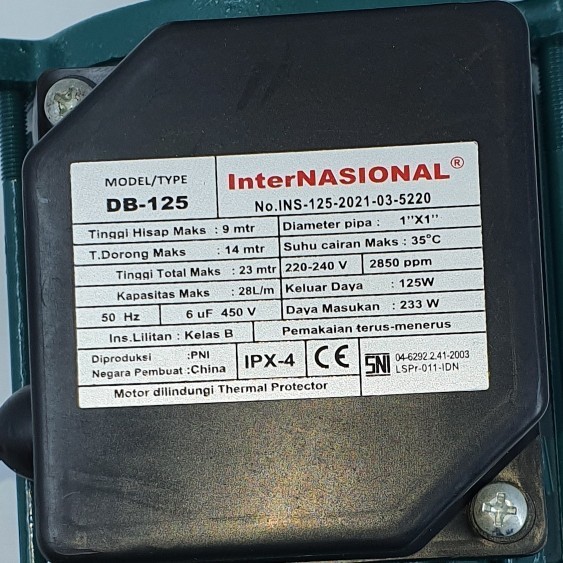 MODEL/TYPE
DB-125
InterNASIONAL®
No.INS-125-2021-03-5220
Tinggi Hisap Maks : 9 mtr
Diameter pipa : 1"X1"
T.Dorong Maks : 14 mtr
Suhu cairan Maks : 35°C
Tinggi Total Maks : 23 mtr
220-240 V 2850 ppm
Kapasitas Maks : 28L/m
Keluar Daya : 125W
50 Hz 6 uF 450 V
Daya Masukan : 233 W
Ins.Lilitan : Kelas B
Pemakaian terus-menerus
Diproduksi :PNI
Negara Pembuat :China
IPX-4
CE
SNI
04-6292.2.41-2003
LSPr-011-IDN
Motor dilindungi Thermal Protector